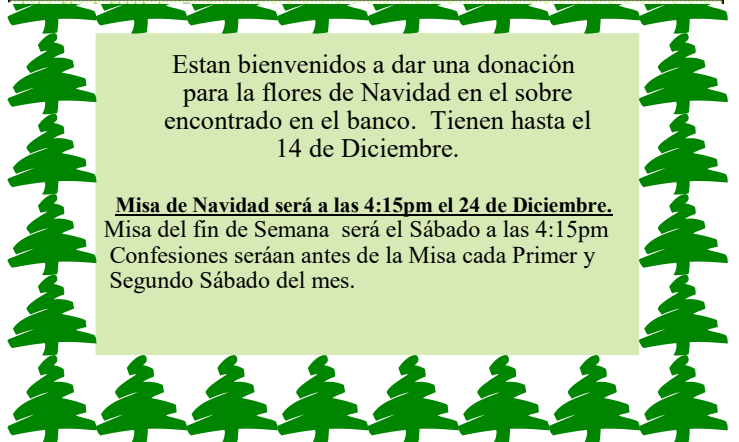 Estan bienvenidos a dar una donación
para la flores de Navidad en el sobre
encontrado en el banco. Tienen hasta el
14 de Diciembre.
Misa de Navidad será a las 4:15pm el 24 de Diciembre.
Misa del fin de Semana será el Sábado a las 4:15pm
Confesiones seráan antes de la Misa cada Primer y
Segundo Sábado del mes.